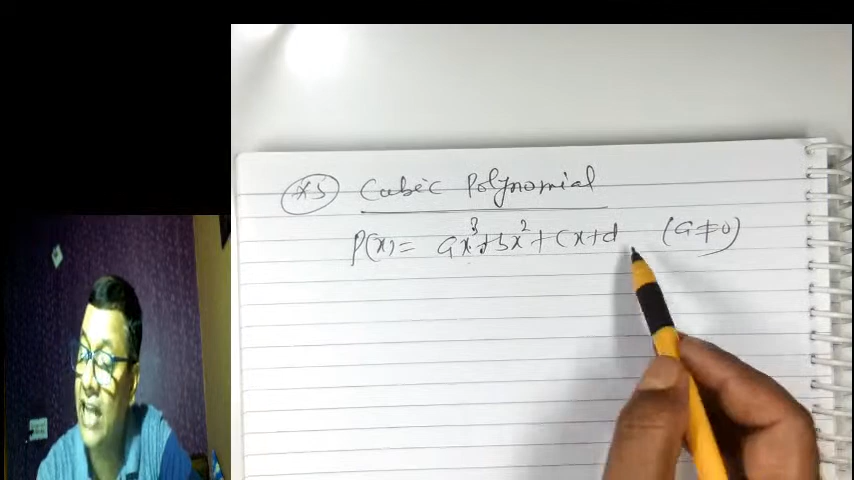 x5 Cubic Polynomial
P(x) = ax³+bx²+cx+d (a≠0)